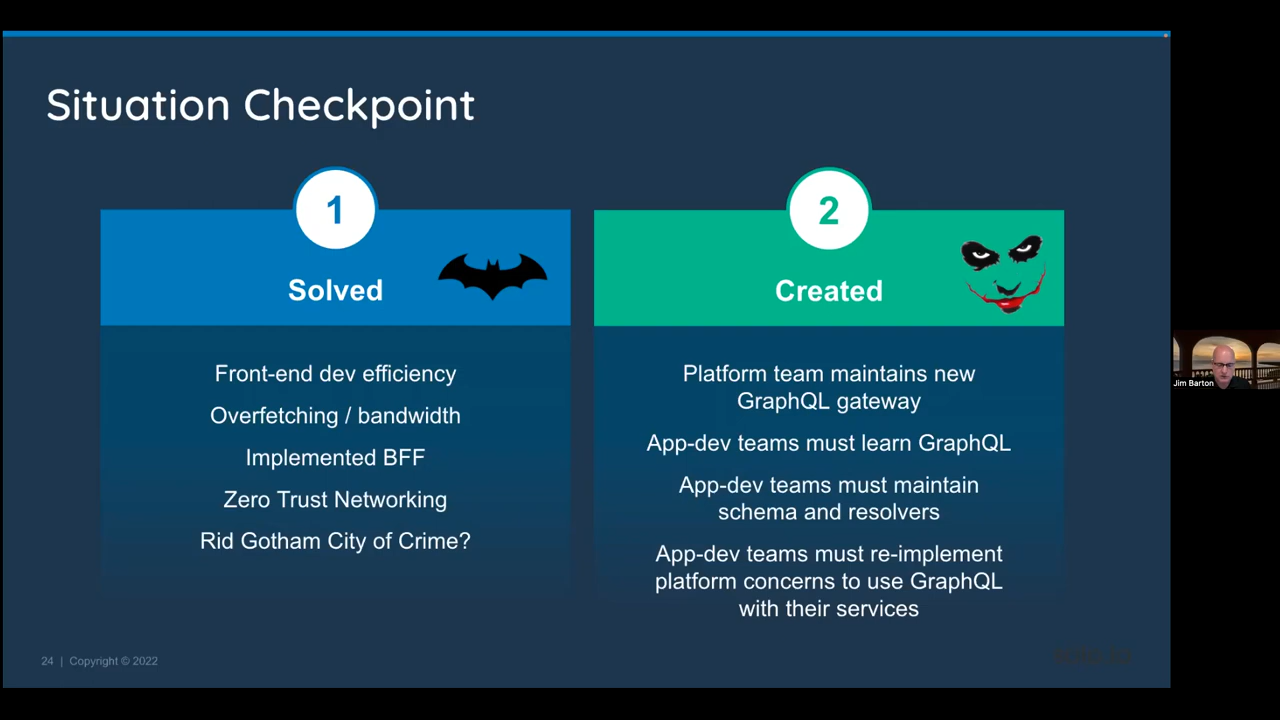 Situation Checkpoint
1
Solved
Front-end dev efficiency
Overfetching / bandwidth
Implemented BFF
Zero Trust Networking
Rid Gotham City of Crime?
2
Created
Platform team maintains new
GraphQL gateway
App-dev teams must learn GraphQL
App-dev teams must maintain
schema and resolvers
App-dev teams must re-implement
platform concerns to use GraphQL
with their services
24 | Copyright © 2022
Jim Barton